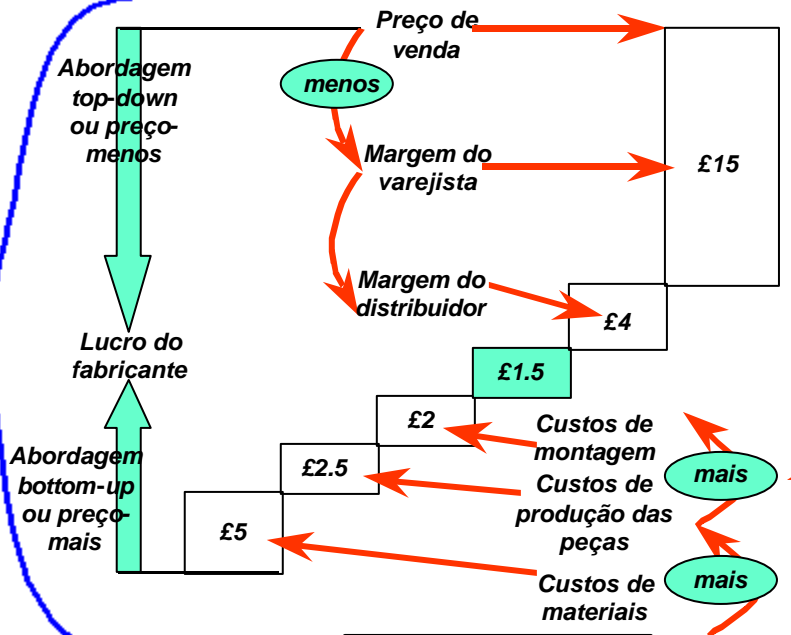 Preço de
venda
Abordagem
top-down
ou preço-
menos
menos
Margem do
varejista
£15
Margem do
distribuidor
£4
Lucro do
fabricante
£1.5
£2
Custos de
montagem
Abordagem
bottom-up
ou preço-
mais
£2.5
mais
Custos de
produção das
peças
£5
Custos de
materiais
mais